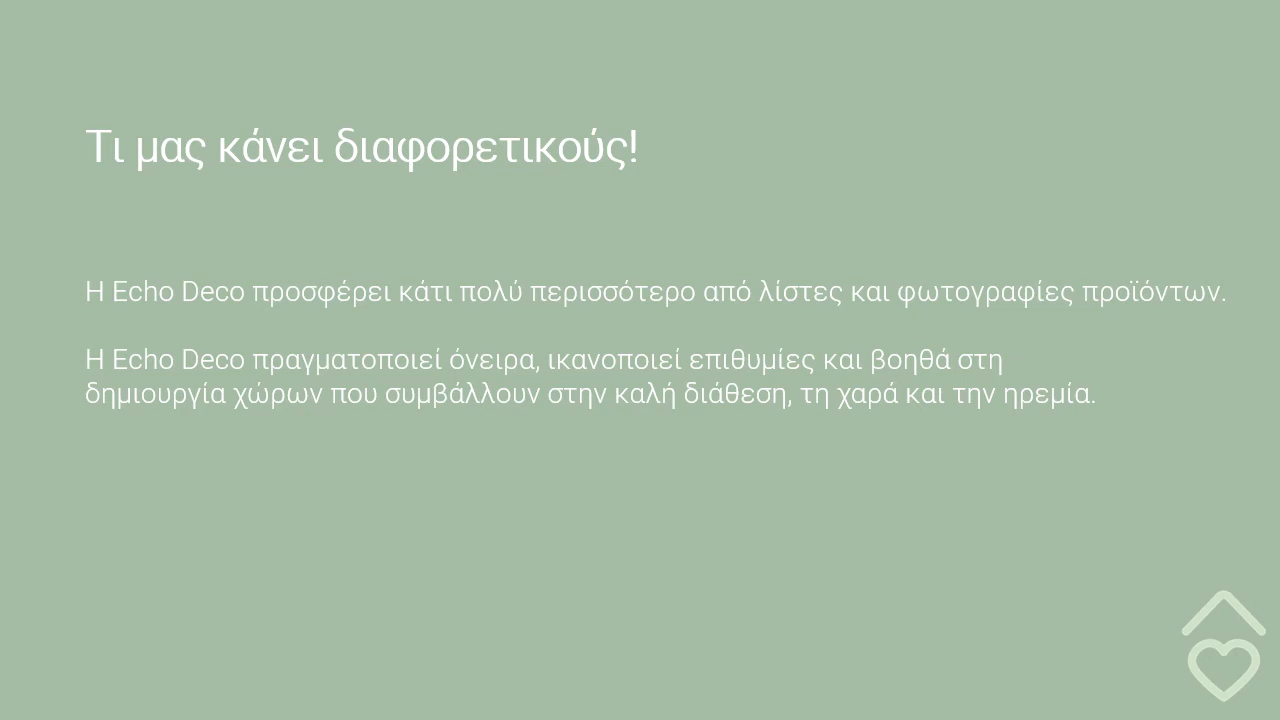 Τι μας κάνει διαφορετικούς!
Η Echo Deco προσφέρει κάτι πολύ περισσότερο από λίστες και φωτογραφίες προϊόντων.
Η Echo Deco πραγματοποιεί όνειρα, ικανοποιεί επιθυμίες και βοηθά στη
δημιουργία χώρων που συμβάλλουν στην καλή διάθεση, τη χαρά και την ηρεμία.